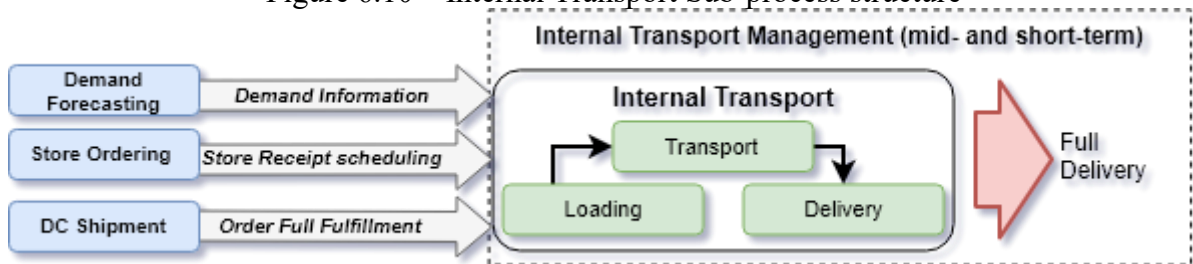 Internal Transport Management (mid- and short-term)
Demand
Forecasting
Demand Information
Store Ordering
Store Receipt scheduling
DC Shipment
Order Full Fulfillment
Internal Transport
Transport
Loading
Delivery
Full
Delivery